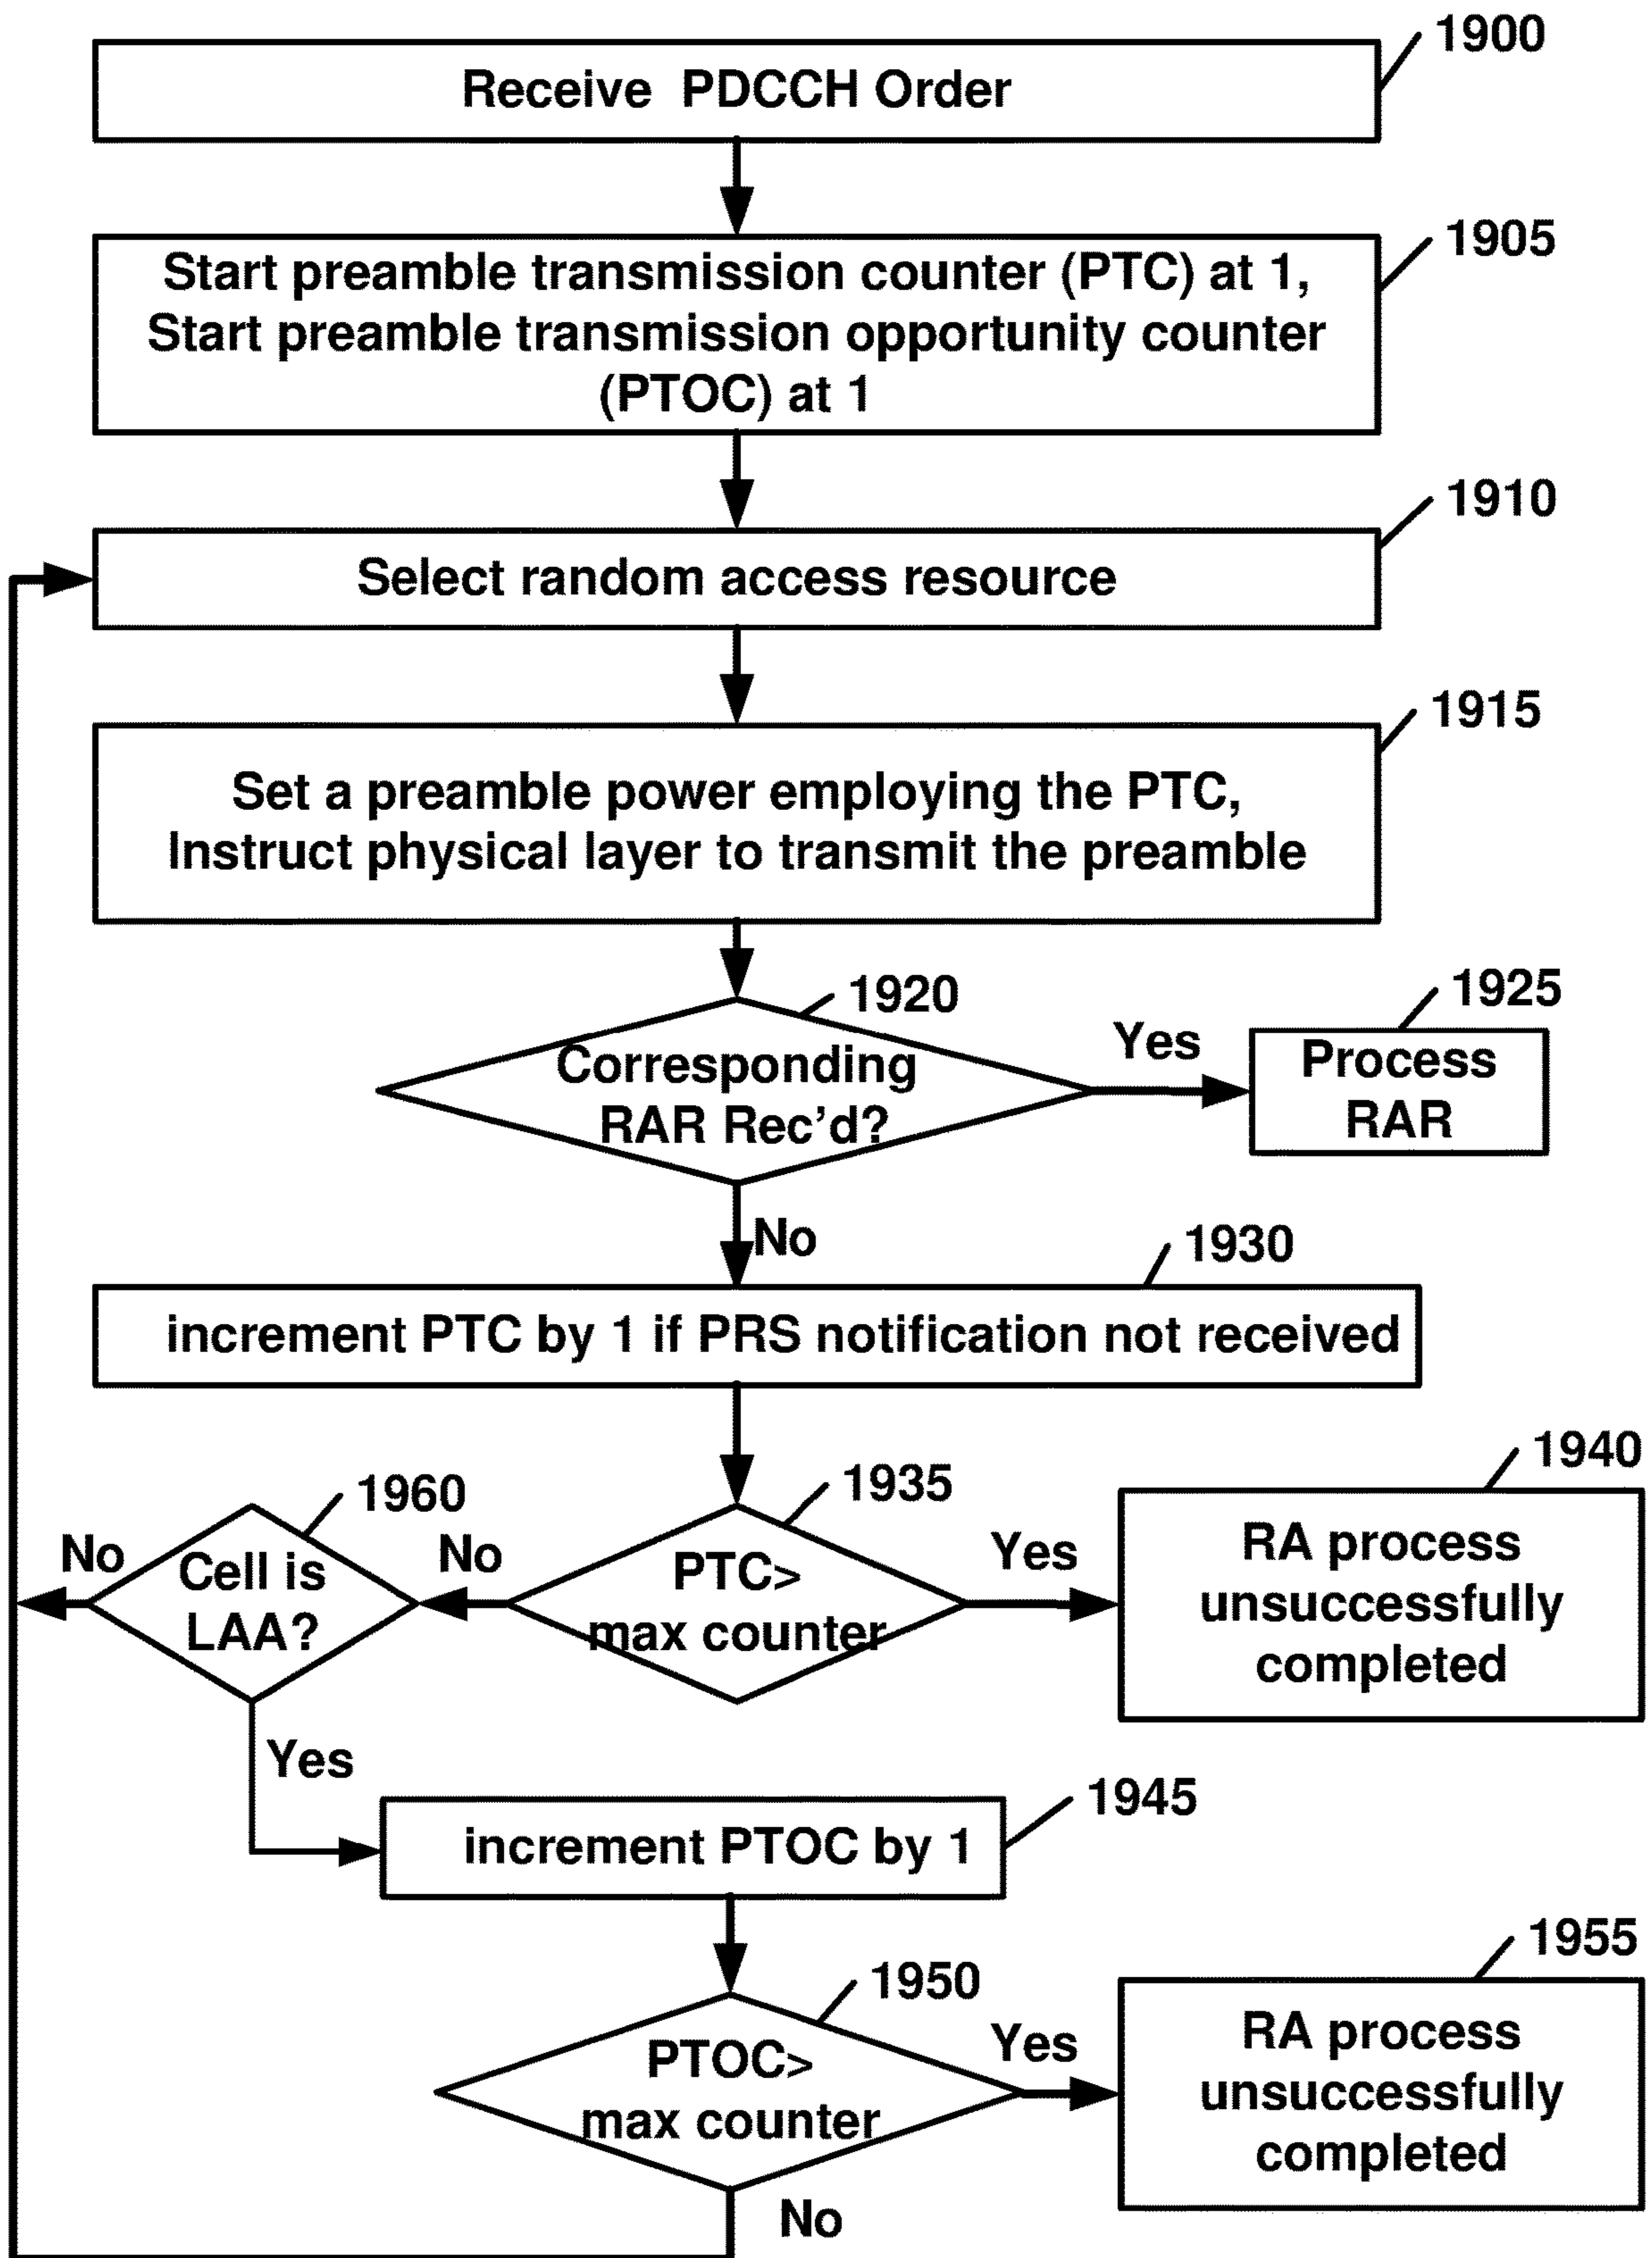 1900
Receive PDCCH Order
1905
Start preamble transmission counter (PTC) at 1,
Start preamble transmission opportunity counter
(PTOC) at 1
1910
Select random access resource
1915
Set a preamble power employing the PTC,
Instruct physical layer to transmit the preamble
1920
Corresponding
RAR Rec'd?
Yes
1925
Process
RAR
No
1930
increment PTC by 1 if PRS notification not received
1935
PTC>
max counter
Yes
1940
RA process
unsuccessfully
completed
No
1960
Cell is
LAA?
No
Yes
1945
increment PTOC by 1
1950
PTOC>
max counter
Yes
1955
RA process
unsuccessfully
completed
No